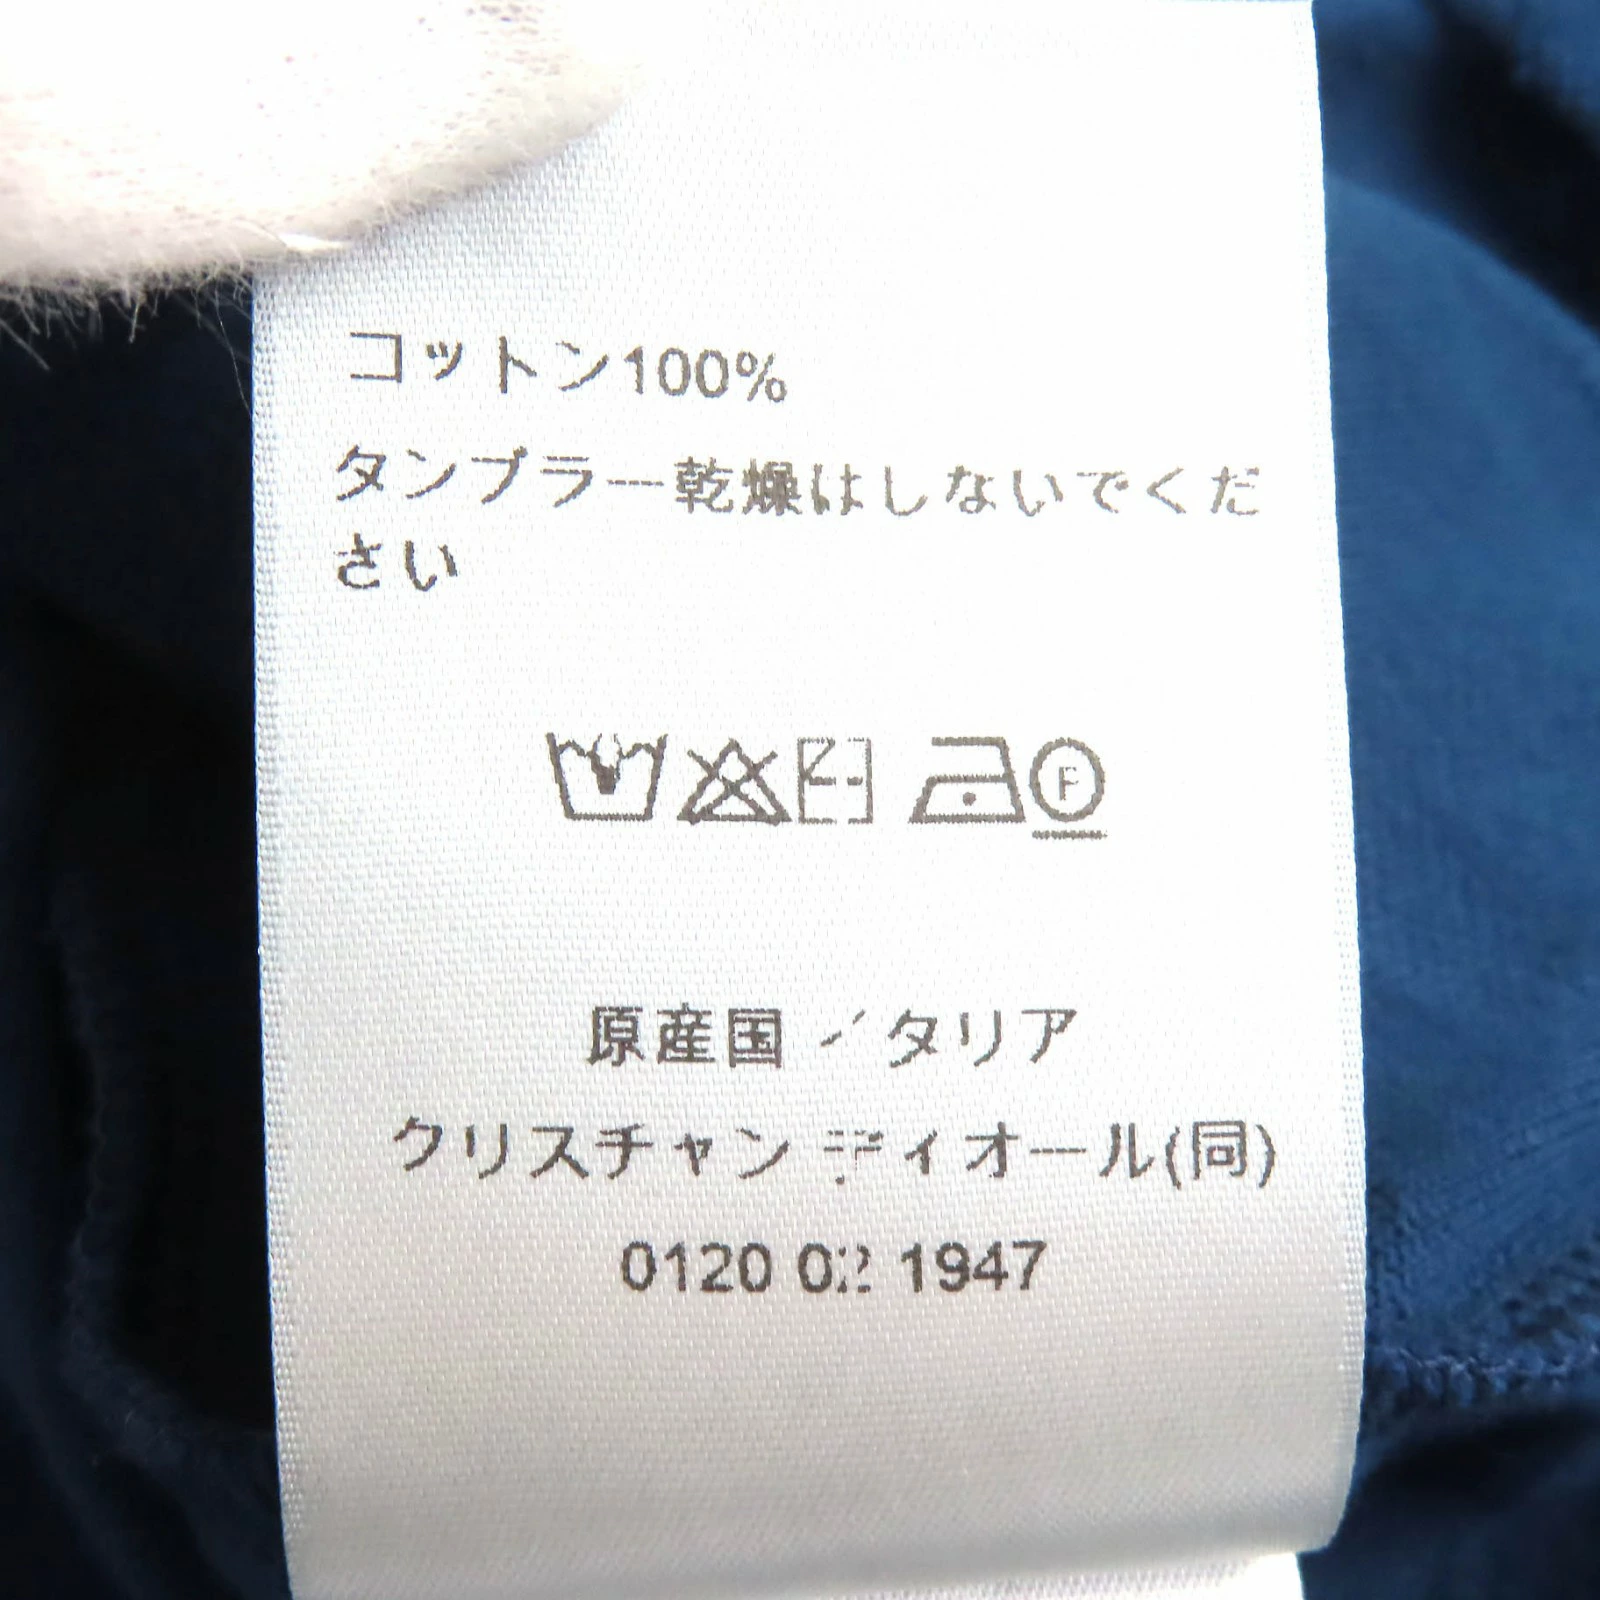 コットン100%
タンブラー乾燥はしないでくだ
さい
F
原産国 イタリア
クリスチャン ディオール(同)
0120 02 1947